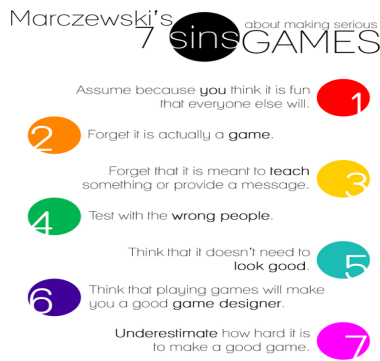 Marczewski's
7 sins about making serious
GAMES
Assume because you think it is fun
that everyone else will.
1
2
Forget it is actually a game.
Forget that it is meant to teach
something or provide a message.
3
4
Test with the wrong people.
Think that it doesn't need to
look good.
5
6
Think that playing games will make
you a good game designer.
Underestimate how hard it is
to make a good game.
7